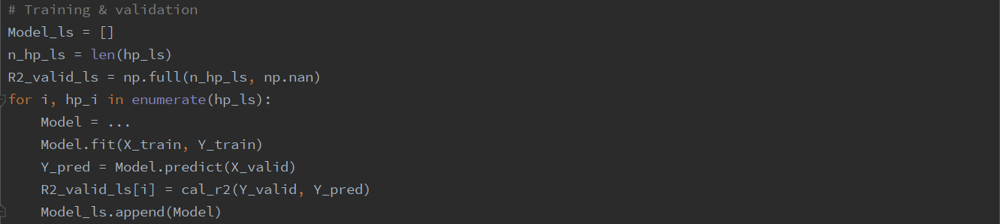 # Training & validation
Model_ls = []
n_hp_ls = len(hp_ls)
R2_valid_ls = np.full(n_hp_ls, np.nan)
for i, hp_i in enumerate(hp_ls):
    Model = ...
    Model.fit(X_train, Y_train)
    Y_pred = Model.predict(X_valid)
    R2_valid_ls[i] = cal_r2(Y_valid, Y_pred)
    Model_ls.append(Model)